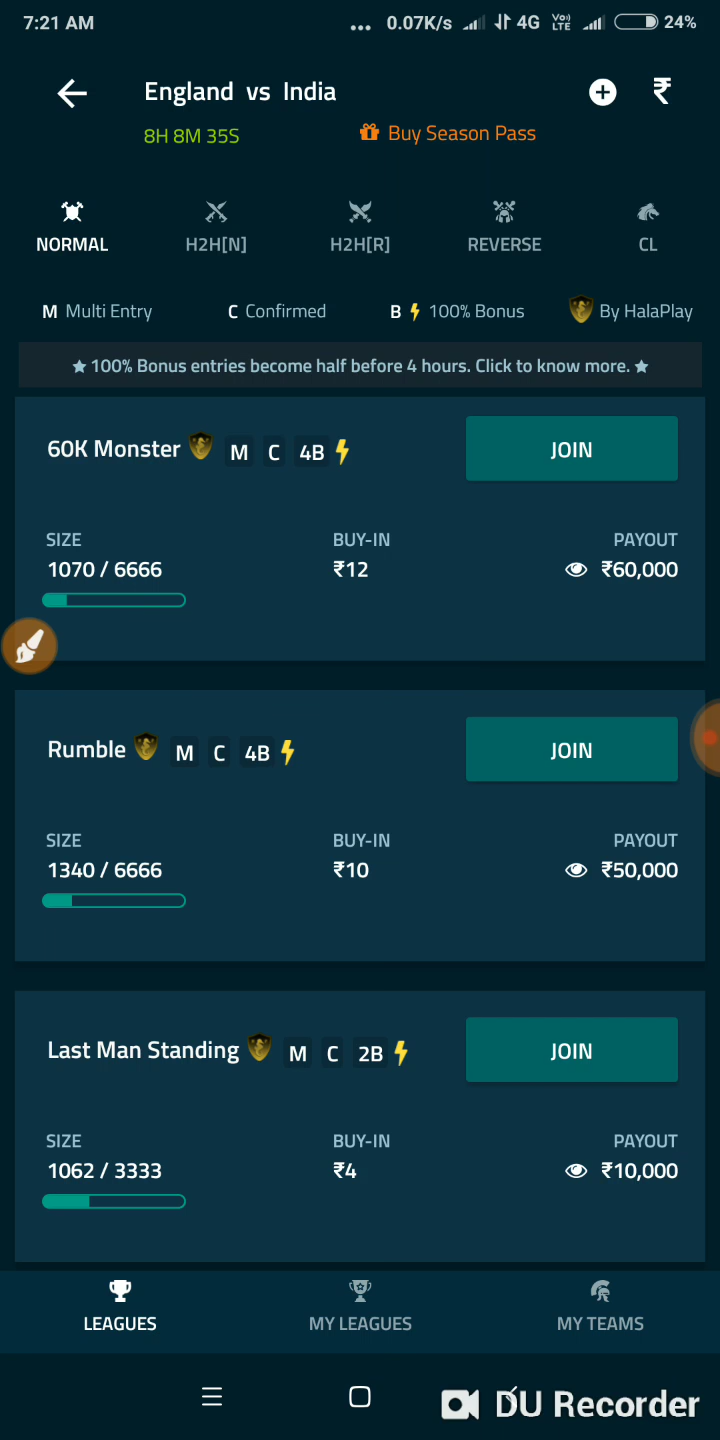 7:21 AM ... 0.07K/s 4G Vo)) LTE 24%
England vs India ₹
8H 8M 35S Buy Season Pass
NORMAL H2H[N] H2H[R] REVERSE CL
M Multi Entry C Confirmed B 100% Bonus By HalaPlay
100% Bonus entries become half before 4 hours. Click to know more.
60K Monster M C 4B JOIN
SIZE BUY-IN PAYOUT
1070 / 6666 ₹12 ₹60,000
Rumble M C 4B JOIN
SIZE BUY-IN PAYOUT
1340 / 6666 ₹10 ₹50,000
Last Man Standing M C 2B JOIN
SIZE BUY-IN PAYOUT
1062 / 3333 ₹4 ₹10,000
LEAGUES MY LEAGUES MY TEAMS
DU Recorder